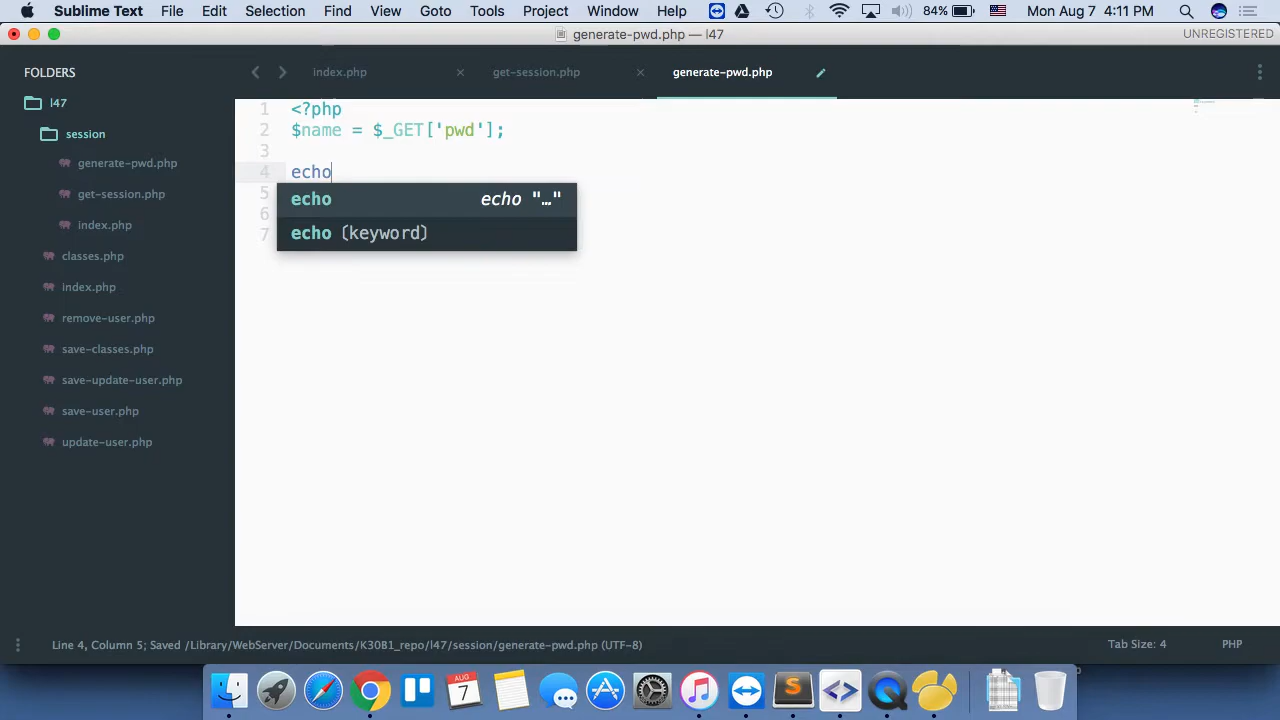 Sublime Text File Edit Selection Find View Goto Tools Project Window Help 84% Mon Aug 7 4:11 PM
generate-pwd.php — l47 UNREGISTERED
FOLDERS
l47
session
generate-pwd.php
get-session.php
index.php
classes.php
index.php
remove-user.php
save-classes.php
save-update-user.php
save-user.php
update-user.php
index.php get-session.php generate-pwd.php
1 <?php
2 $name = $_GET['pwd'];
3
4 echo
5 echo echo "…"
6 echo (keyword)
7
Line 4, Column 5; Saved /Library/WebServer/Documents/K30B1_repo/l47/session/generate-pwd.php (UTF-8) Tab Size: 4 PHP
AUG
7